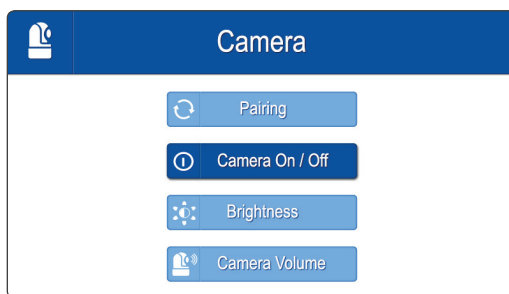 Camera
Pairing
Camera On / Off
Brightness
Camera Volume